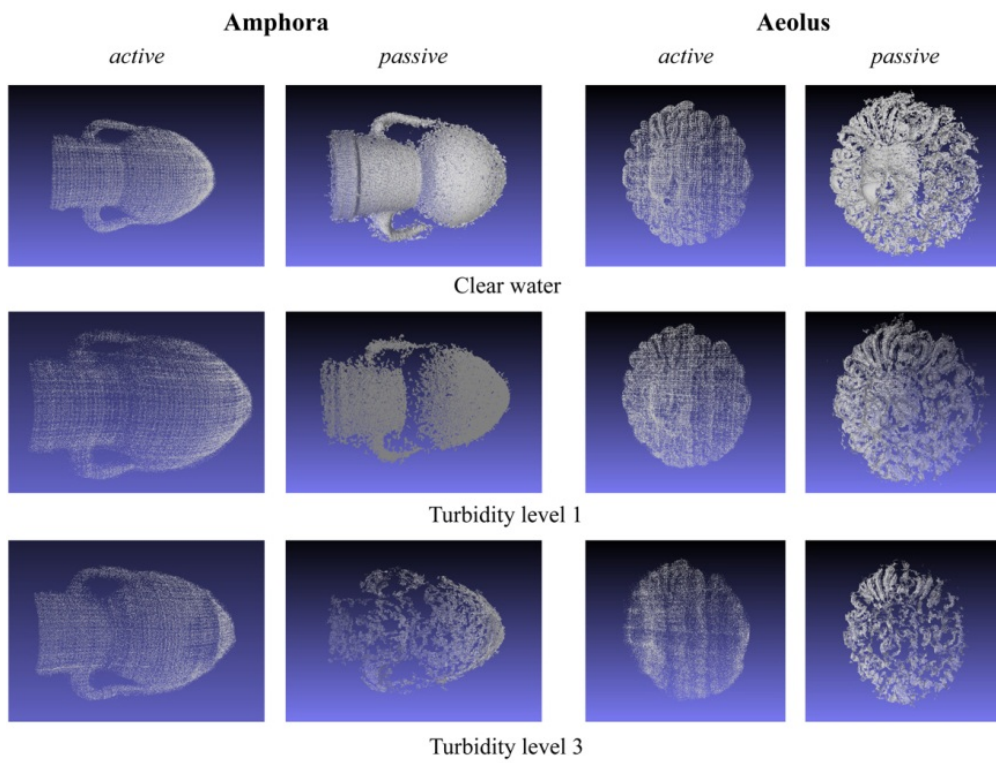 Amphora Aeolus
active passive active passive
Clear water
Turbidity level 1
Turbidity level 3